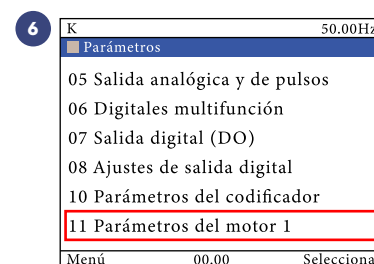 6
K 50.00Hz
Parámetros
05 Salida analógica y de pulsos
06 Digitales multifunción
07 Salida digital (DO)
08 Ajustes de salida digital
10 Parámetros del codificador
11 Parámetros del motor 1
Menú 00.00 Selecciona